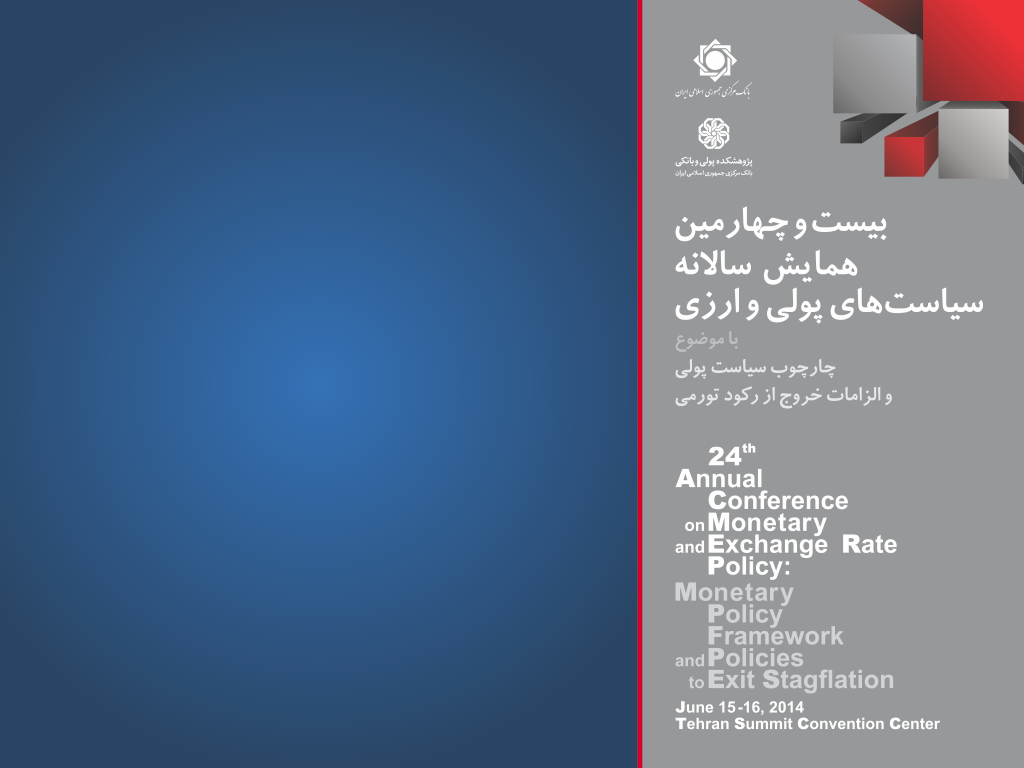 بانک مرکزی جمهوری اسلامی ایران
پژوهشکده پولی و بانکی
بانک مرکزی جمهوری اسلامی ایران
بیست و چهارمین
همایش سالانه
سیاست‌های پولی و ارزی
با موضوع
چارچوب سیاست پولی
و الزامات خروج از رکود تورمی
24th
Annual
Conference
on Monetary
and Exchange Rate
Policy:
Monetary
Policy
Framework
and Policies
to Exit Stagflation
June 15-16, 2014
Tehran Summit Convention Center